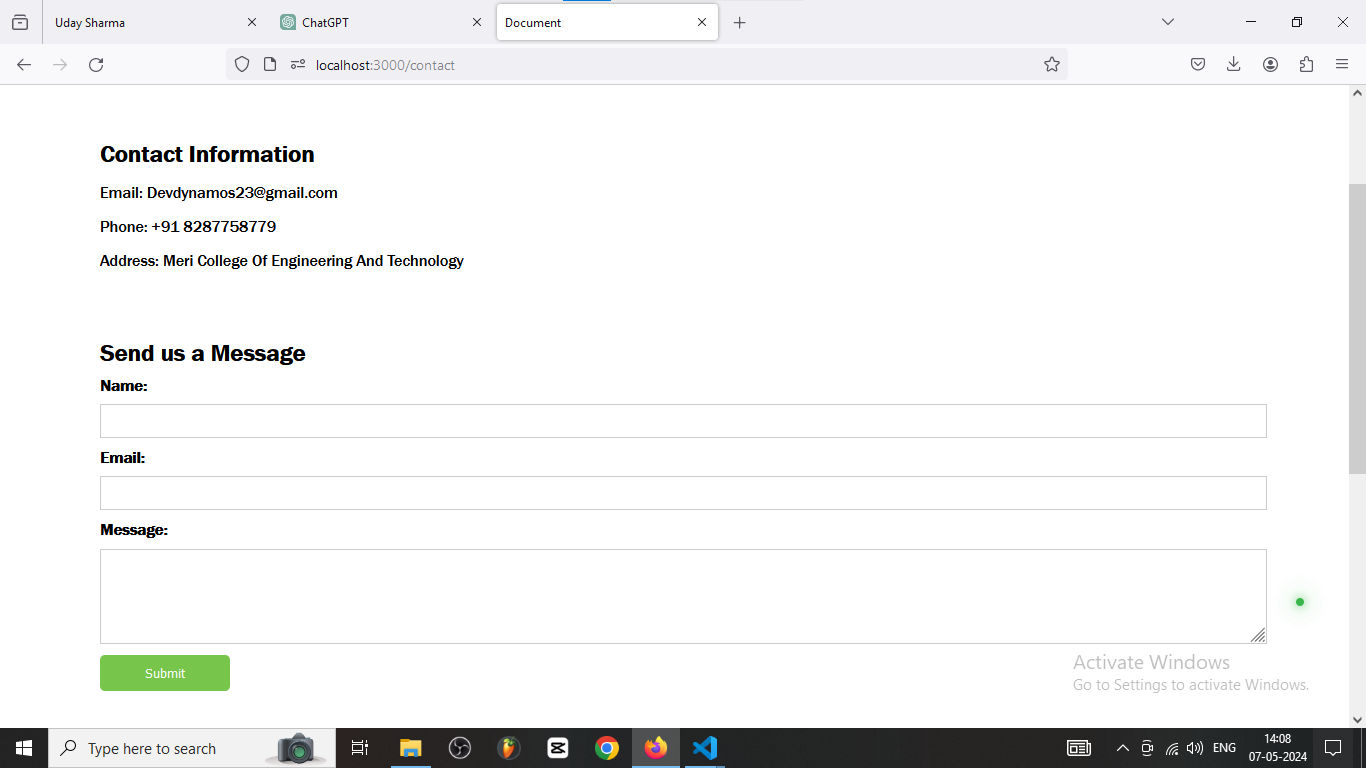 Uday Sharma
ChatGPT
Document
localhost:3000/contact
Contact Information
Email: Devdynamos23@gmail.com
Phone: +91 8287758779
Address: Meri College Of Engineering And Technology
Send us a Message
Name:
Email:
Message:
Submit
Activate Windows
Go to Settings to activate Windows.
Type here to search
ENG
14:08
07-05-2024